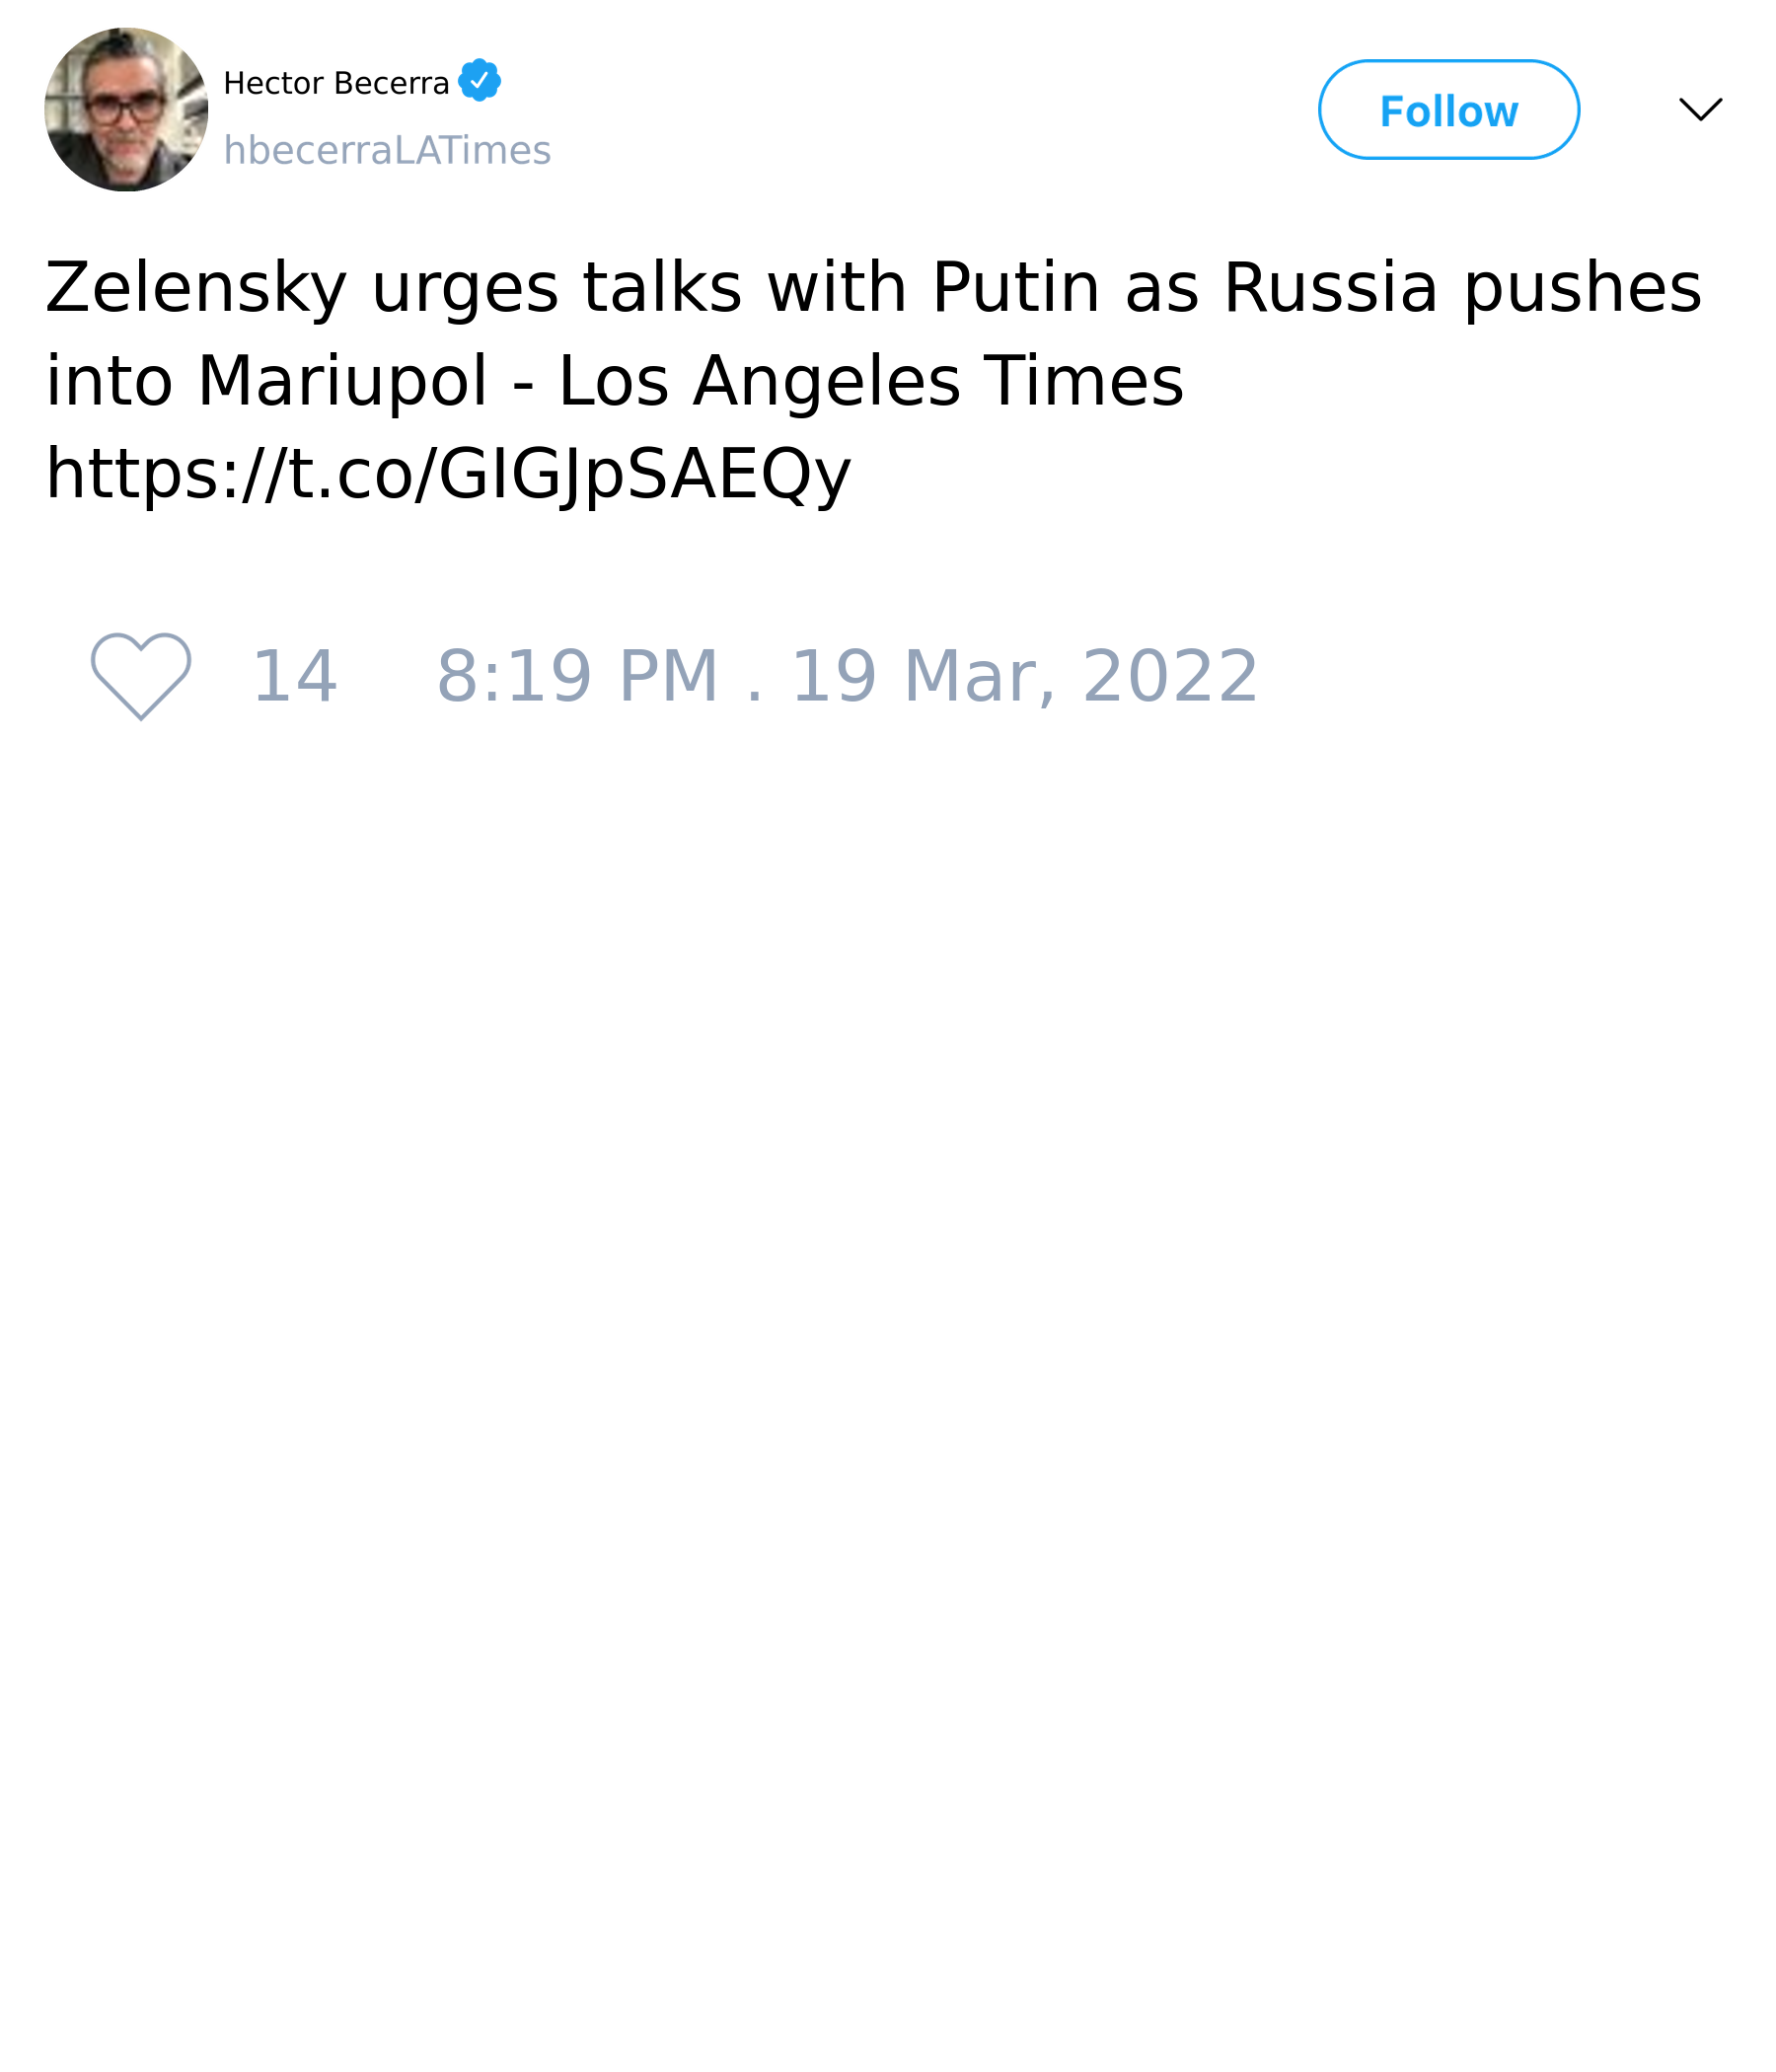 Hector Becerra
hbecerraLATimes
Follow
Zelensky urges talks with Putin as Russia pushes
into Mariupol - Los Angeles Times
https://t.co/GIGJpSAEQy
14 8:19 PM . 19 Mar, 2022